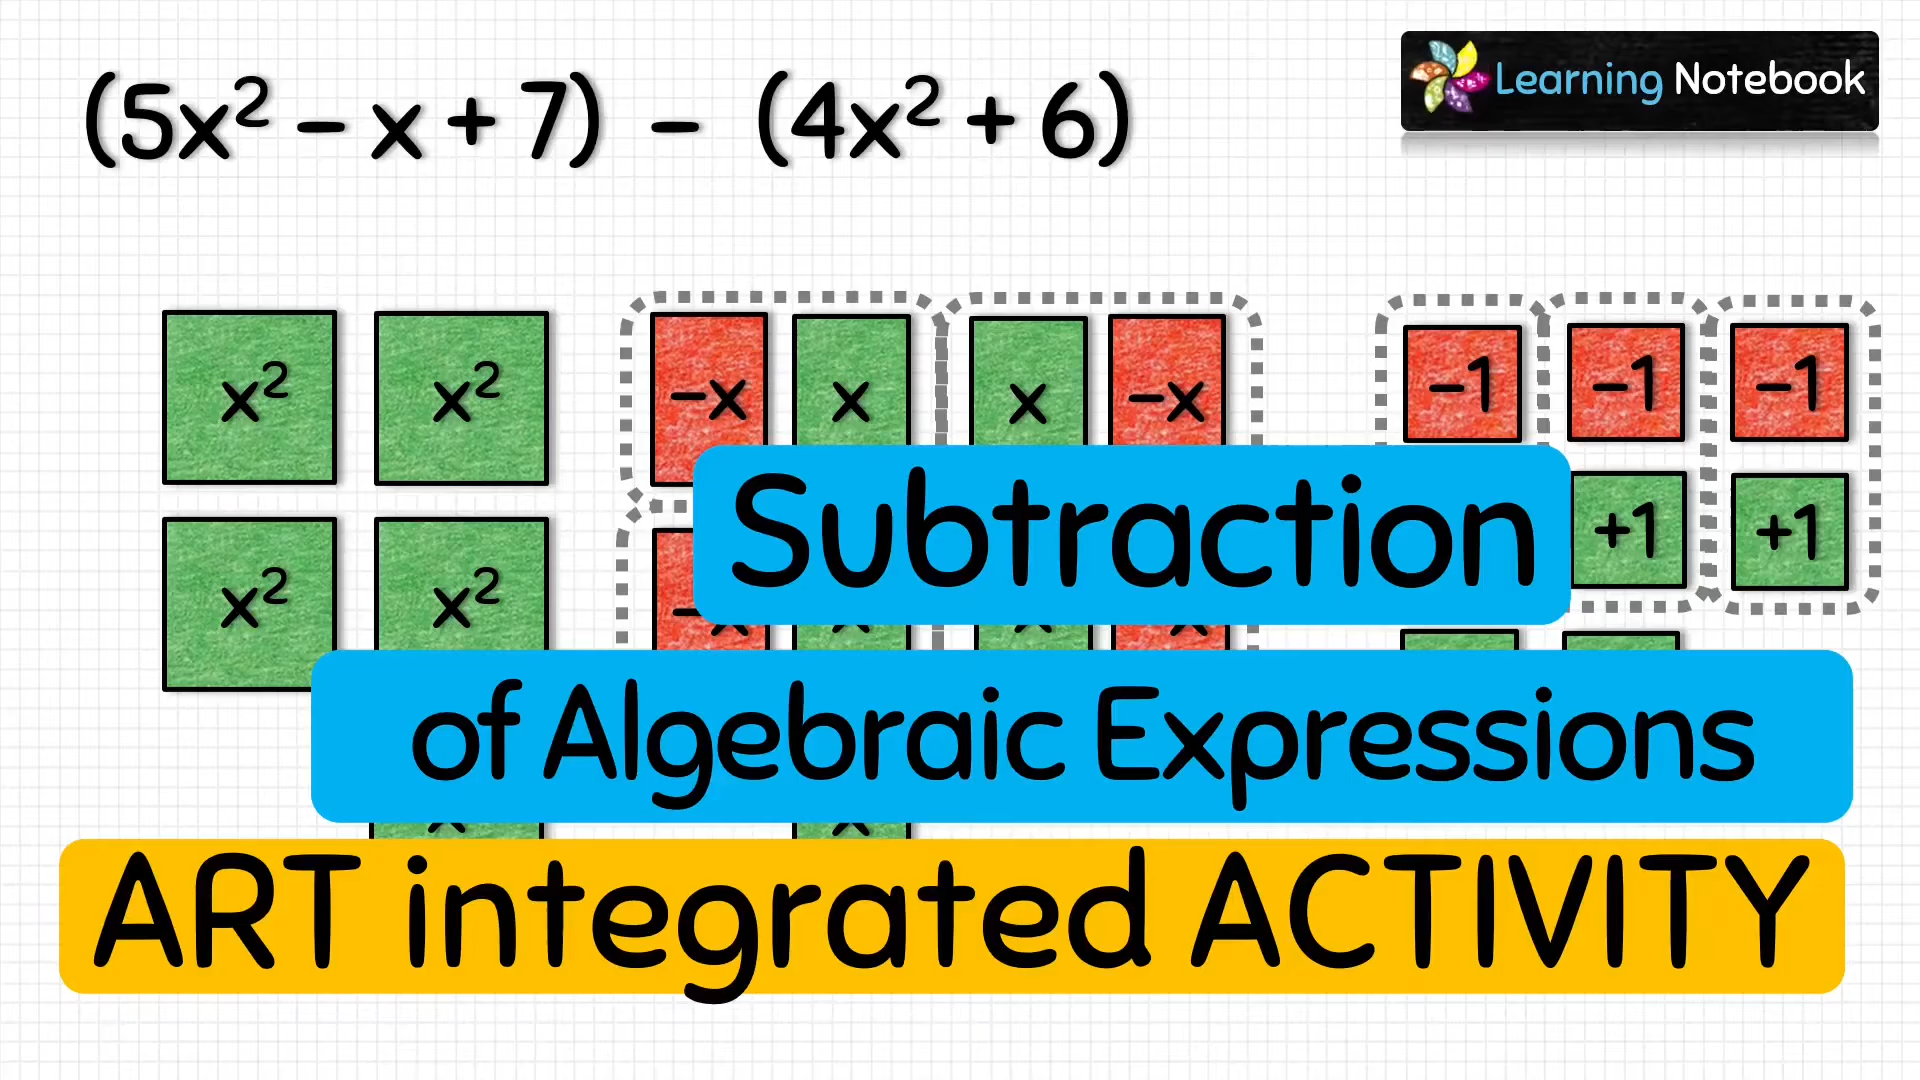 (5x² – x + 7) – (4x² + 6)
Learning Notebook
x² x² –x x x –x –1 –1 –1
+1 +1
x² x²
Subtraction
of Algebraic Expressions
ART integrated ACTIVITY